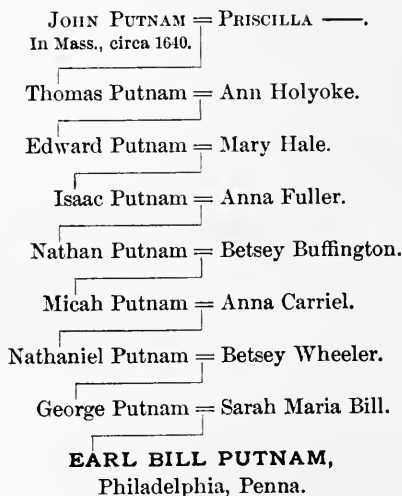 JOHN PUTNAM = PRISCILLA ——.
In Mass., circa 1640.
Thomas Putnam = Ann Holyoke.
Edward Putnam = Mary Hale.
Isaac Putnam = Anna Fuller.
Nathan Putnam = Betsey Buffington.
Micah Putnam = Anna Carriel.
Nathaniel Putnam = Betsey Wheeler.
George Putnam = Sarah Maria Bill.
EARL BILL PUTNAM,
Philadelphia, Penna.